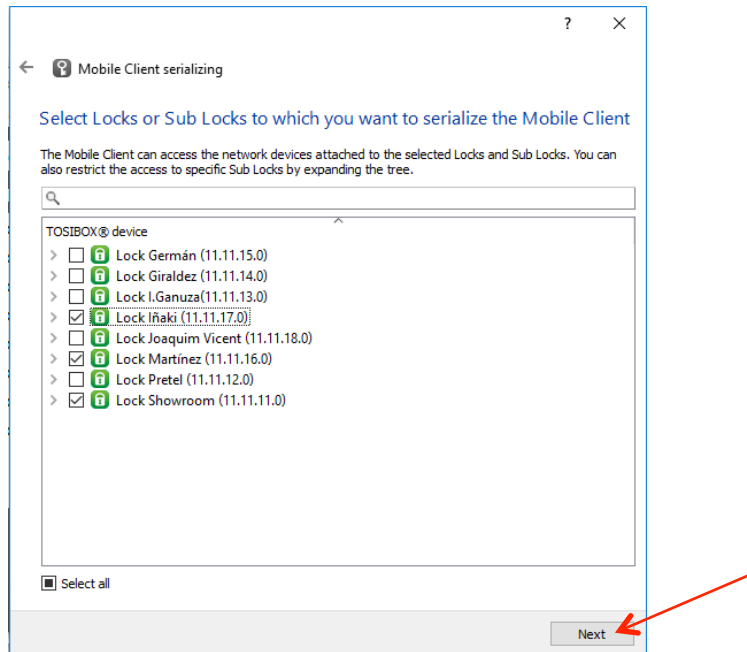 ?
Mobile Client serializing
Select Locks or Sub Locks to which you want to serialize the Mobile Client
The Mobile Client can access the network devices attached to the selected Locks and Sub Locks. You can
also restrict the access to specific Sub Locks by expanding the tree.
TOSIBOX® device
Lock Germán (11.11.15.0)
Lock Giraldez (11.11.14.0)
Lock I.Ganuza(11.11.13.0)
Lock Iñaki (11.11.17.0)
Lock Joaquim Vicent (11.11.18.0)
Lock Martínez (11.11.16.0)
Lock Pretel (11.11.12.0)
Lock Showroom (11.11.11.0)
Select all
Next